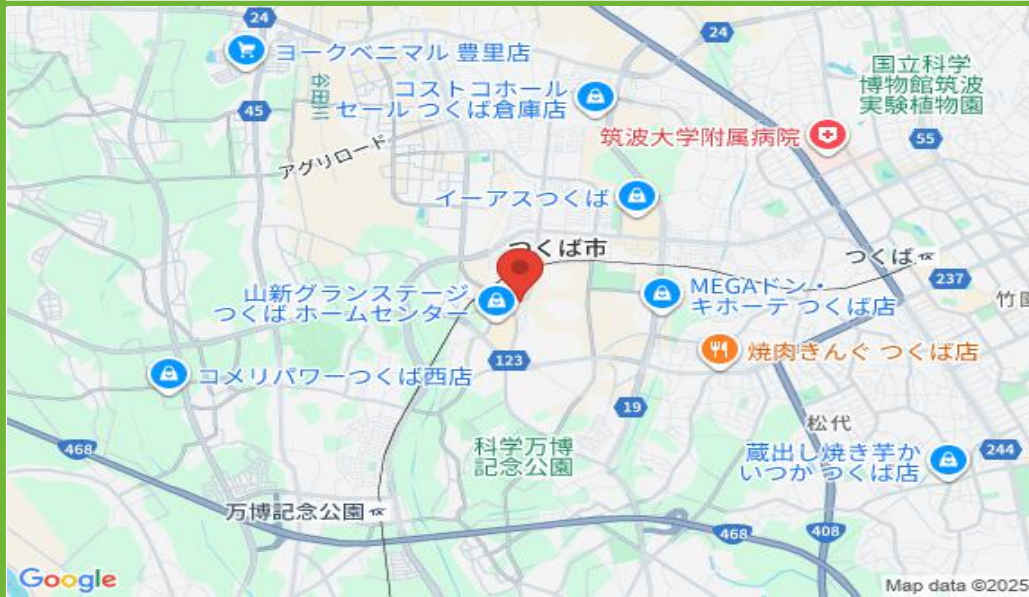 24
24
ヨークベニマル 豊里店
国立科学
博物館筑波
実験植物園
谷田川
コストコホール
セール つくば倉庫店
45
筑波大学附属病院
55
アグリロード
イーアスつくば
つくば市
つくば
237
山新グランステージ
つくば ホームセンター
MEGAドン・
キホーテ つくば店
竹園
123
焼肉きんぐ つくば店
コメリパワーつくば西店
19
松代
科学万博
記念公園
蔵出し焼き芋か
いつか つくば店
244
468
万博記念公園
468
408
Google
Map data ©2025